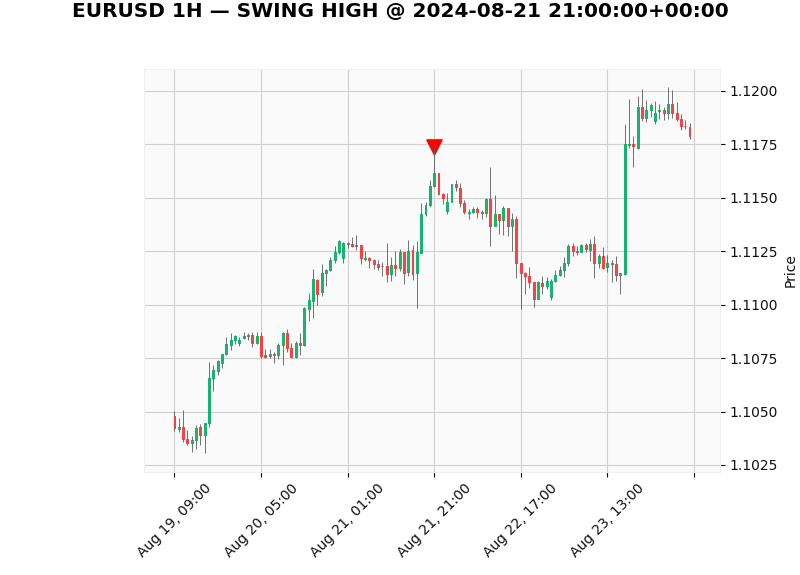 EURUSD 1H — SWING HIGH @ 2024-08-21 21:00:00+00:00
1.1200
1.1175
1.1150
1.1125
1.1100
1.1075
1.1050
1.1025
Price
Aug 19, 09:00
Aug 20, 05:00
Aug 21, 01:00
Aug 21, 21:00
Aug 22, 17:00
Aug 23, 13:00